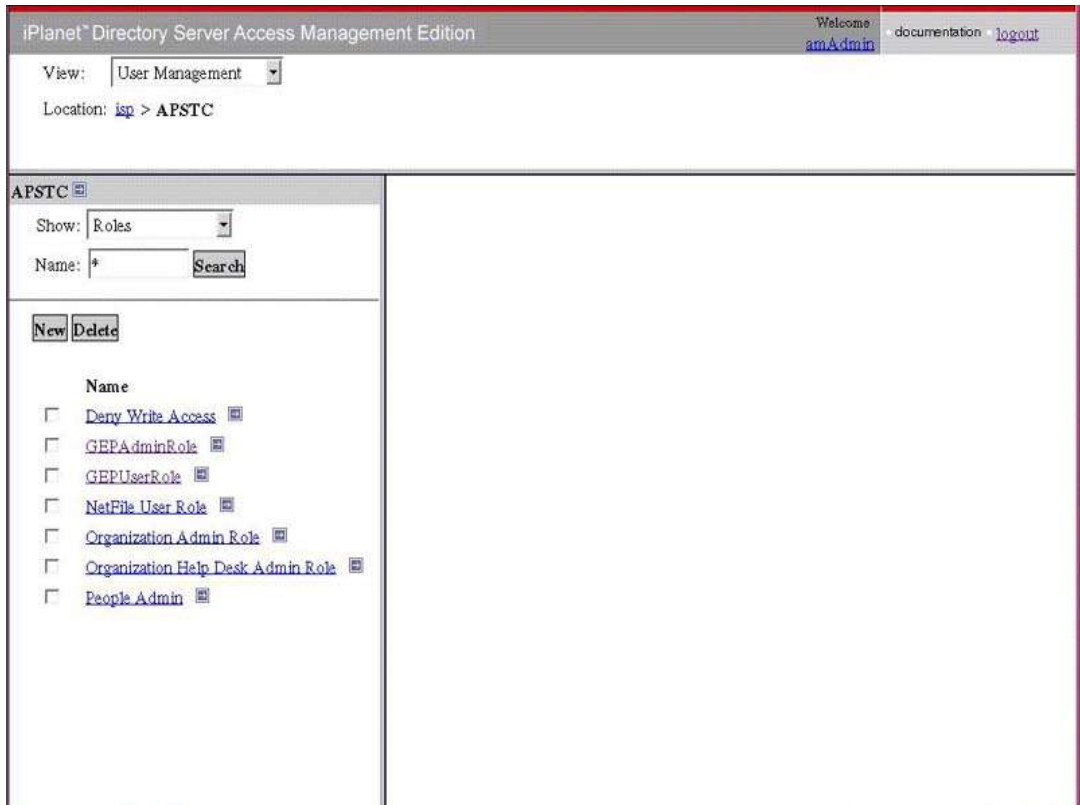 iPlanet™ Directory Server Access Management Edition
Welcome
amAdmin
documentation
logout
View: User Management
Location: isp > APSTC
APSTC
Show: Roles
Name: * Search
New Delete
Name
Deny Write Access
GEPAdminRole
GEPUserRole
NetFile User Role
Organization Admin Role
Organization Help Desk Admin Role
People Admin